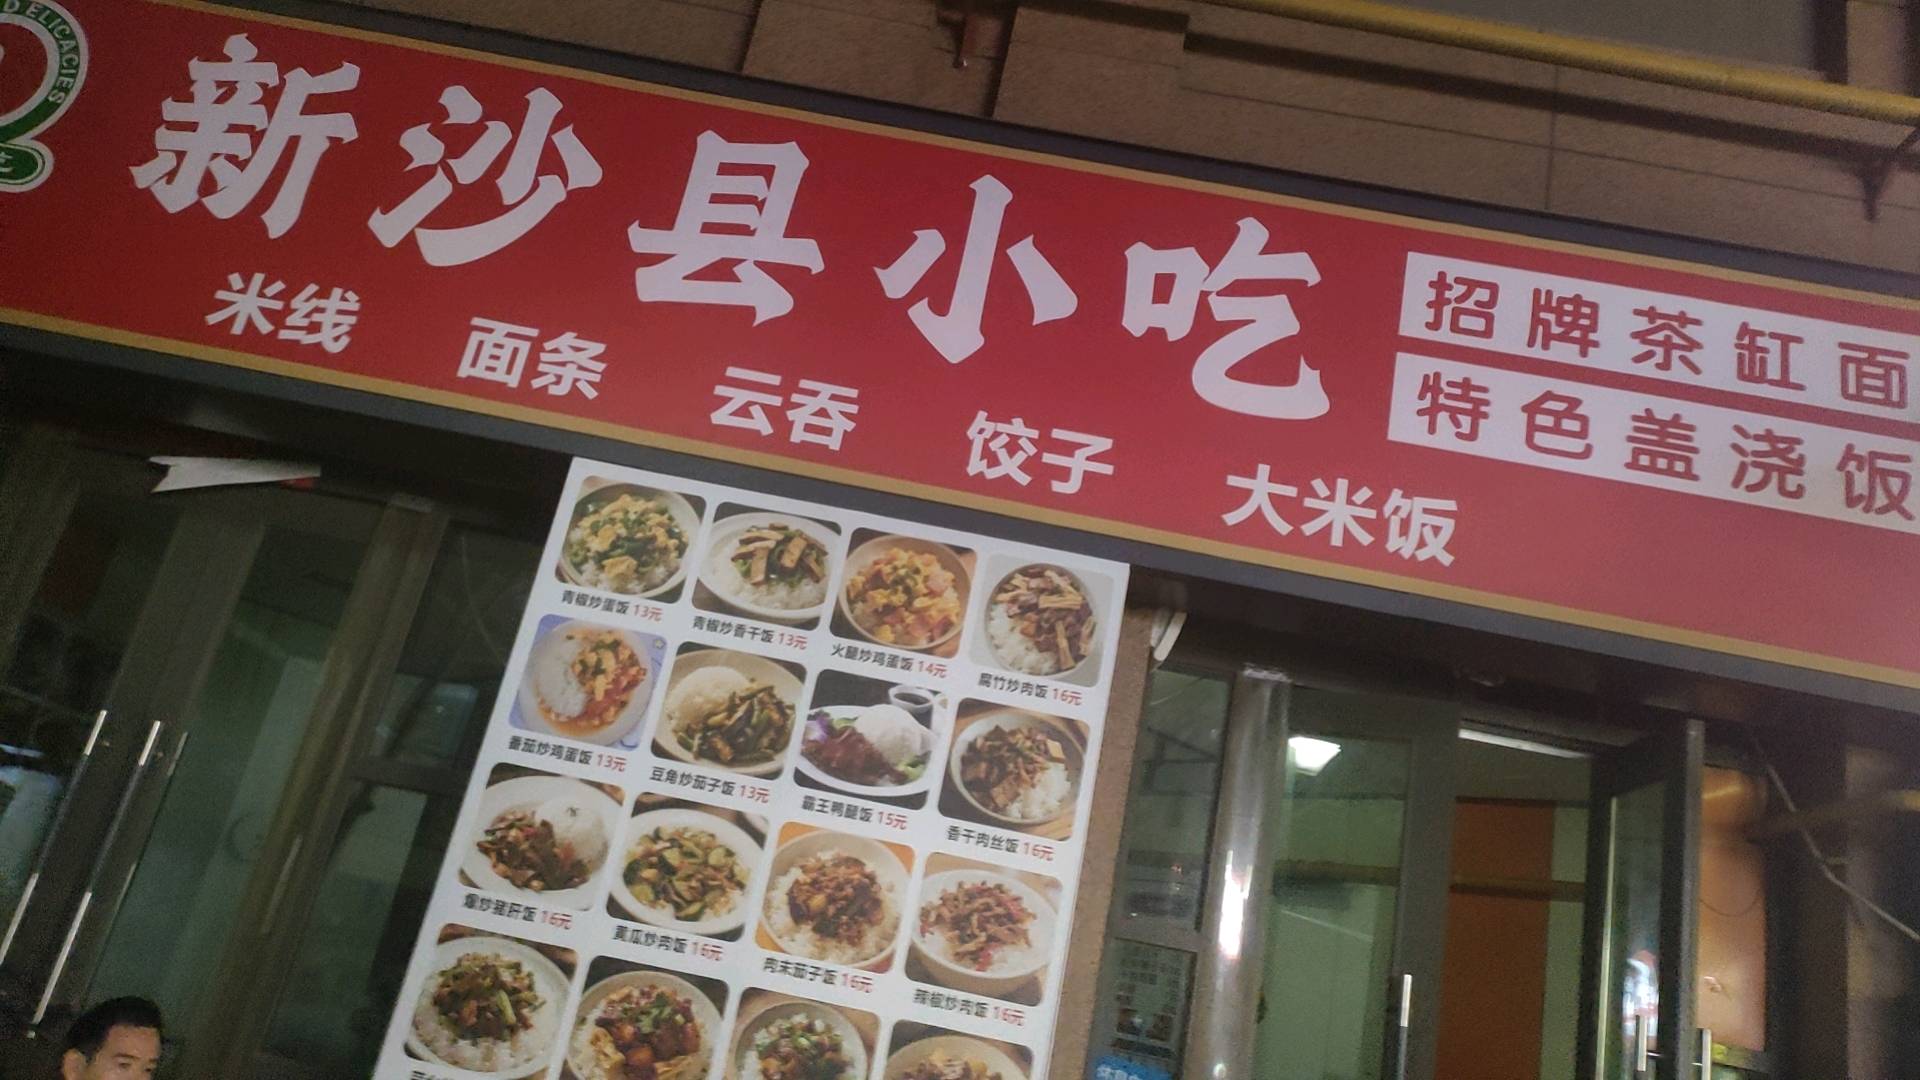 DELICACIES
新沙县小吃
招牌茶缸面
特色盖浇饭
米线 面条 云吞 饺子 大米饭
青椒炒蛋饭 13元
青椒炒香干饭 13元
火腿炒鸡蛋饭 14元
腐竹炒肉饭 16元
番茄炒鸡蛋饭 13元
豆角炒茄子饭 13元
霸王鸭腿饭 15元
香干肉丝饭 16元
爆炒猪肝饭 16元
黄瓜炒肉饭 16元
肉末茄子饭 16元
辣椒炒肉饭 16元